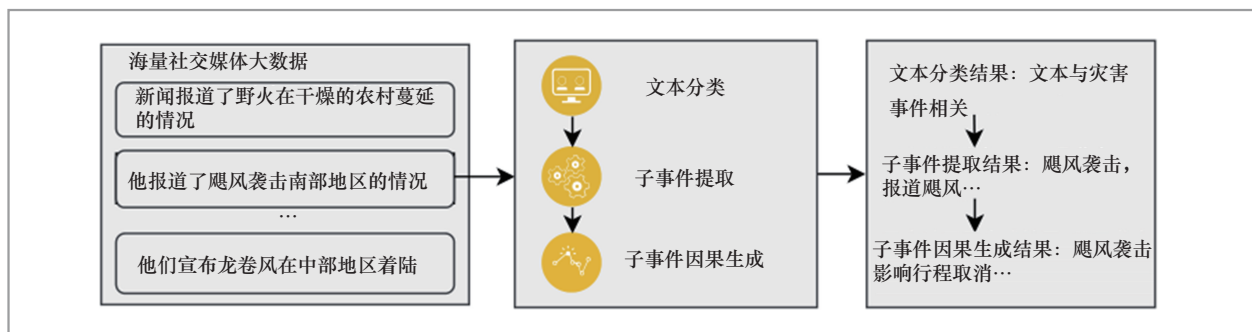 海量社交媒体大数据
新闻报道了野火在干燥的农村蔓延
的情况
他报道了飓风袭击南部地区的情况
…
他们宣布龙卷风在中部地区着陆
文本分类
子事件提取
子事件因果生成
文本分类结果：文本与灾害
事件相关
子事件提取结果：飓风袭击，
报道飓风…
子事件因果生成结果：飓风袭击
影响行程取消…